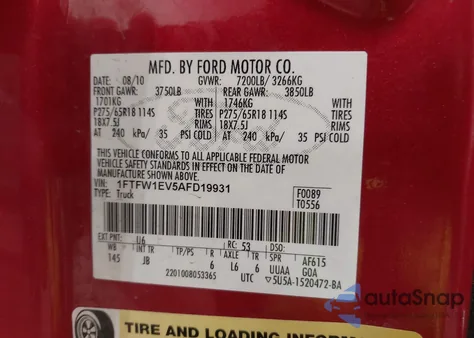 MFD. BY FORD MOTOR CO.
DATE: 08/10 GVWR: 7200LB/ 3266KG
FRONT GAWR: 3750LB REAR GAWR: 3850LB
1701KG WITH 1746KG WITH
P275/65R18 114S TIRES P275/65R18 114S TIRES
18X7.5J RIMS 18X7.5J RIMS
AT 240 kPa/ 35 PSI COLD AT 240 kPa/ 35 PSI COLD
THIS VEHICLE CONFORMS TO ALL APPLICABLE FEDERAL MOTOR
VEHICLE SAFETY STANDARDS IN EFFECT ON THE DATE OF
MANUFACTURE SHOWN ABOVE.
VIN: 1FTFW1EV5AFD19931 F0089
TYPE: Truck T0556
EXT PNT: U6 RC: 53 DSO:
WB INT TR TP/PS R AXLE TR SPR AF615
145 JB 6 L6 6 UUAA G0A
2201008053365 UTC 5U5A-1520472-BA
autoSnap
TIRE AND LOADING INFORM